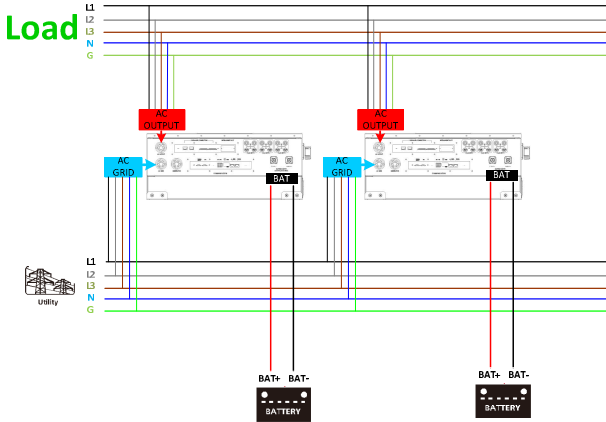 Load
L1
L2
L3
N
G
AC
OUTPUT
AC
OUTPUT
AC
GRID
BAT
AC
GRID
BAT
Utility
L1
L2
L3
N
G
BAT+ BAT-
BATTERY
BAT+ BAT-
BATTERY